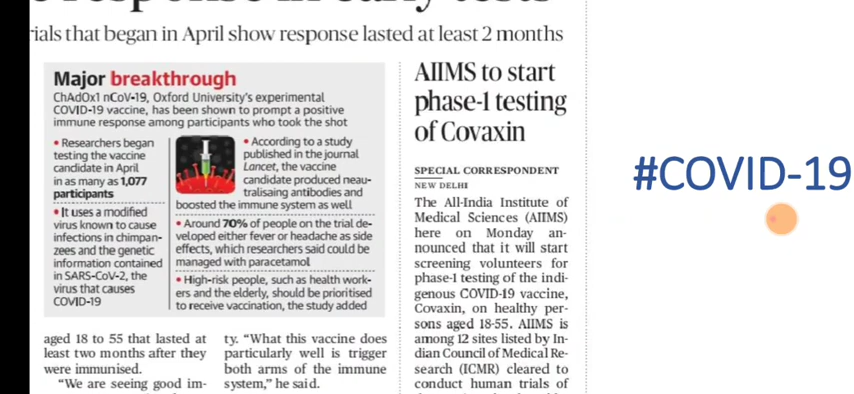 rials that began in April show response lasted at least 2 months
Major breakthrough
ChAdOx1 nCoV-19, Oxford University's experimental
COVID-19 vaccine, has been shown to prompt a positive
immune response among participants who took the shot
• Researchers began
testing the vaccine
candidate in April
in as many as 1,077
participants
• It uses a modified
virus known to cause
infections in chimpan-
zees and the genetic
information contained
in SARS-CoV-2, the
virus that causes
COVID-19
• According to a study
published in the journal
Lancet, the vaccine
candidate produced neau-
tralisaing antibodies and
boosted the immune system as well
• Around 70% of people on the trial de-
veloped either fever or headache as side
effects, which researchers said could be
managed with paracetamol
• High-risk people, such as health work-
ers and the elderly, should be prioritised
to receive vaccination, the study added
aged 18 to 55 that lasted at
least two months after they
were immunised.
"We are seeing good im-
ty. "What this vaccine does
particularly well is trigger
both arms of the immune
system," he said.
AIIMS to start
phase-1 testing
of Covaxin
SPECIAL CORRESPONDENT
NEW DELHI
The All-India Institute of
Medical Sciences (AIIMS)
here on Monday an-
nounced that it will start
screening volunteers for
phase-1 testing of the indi-
genous COVID-19 vaccine,
Covaxin, on healthy per-
sons aged 18-55. AIIMS is
among 12 sites listed by In-
dian Council of Medical Re-
search (ICMR) cleared to
conduct human trials of
#COVID-19